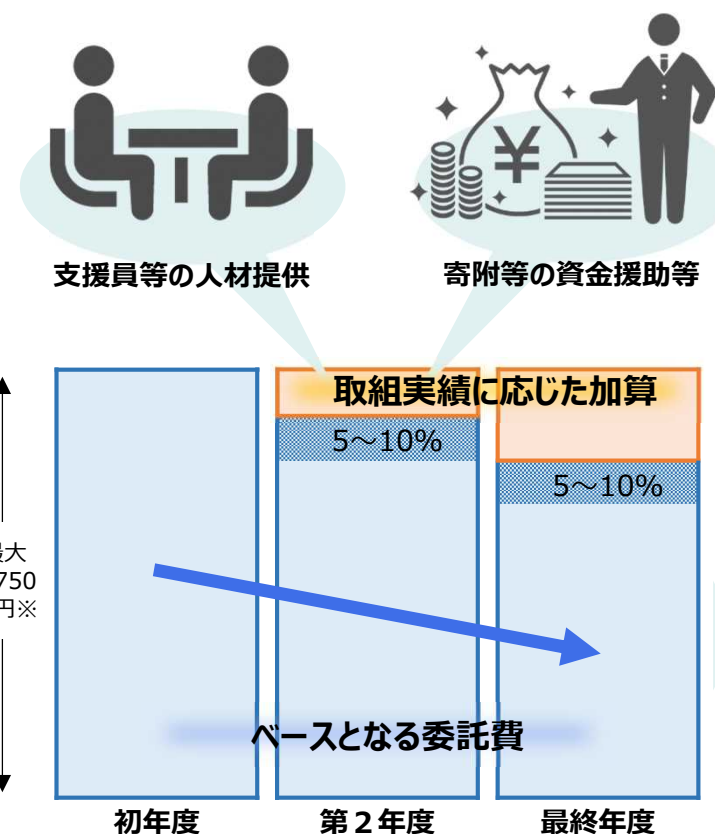 ¥
支援員等の人材提供
寄附等の資金援助等
取組実績に応じた加算
5～10%
5～10%
最大
750
円※
ベースとなる委託費
初年度
第２年度
最終年度